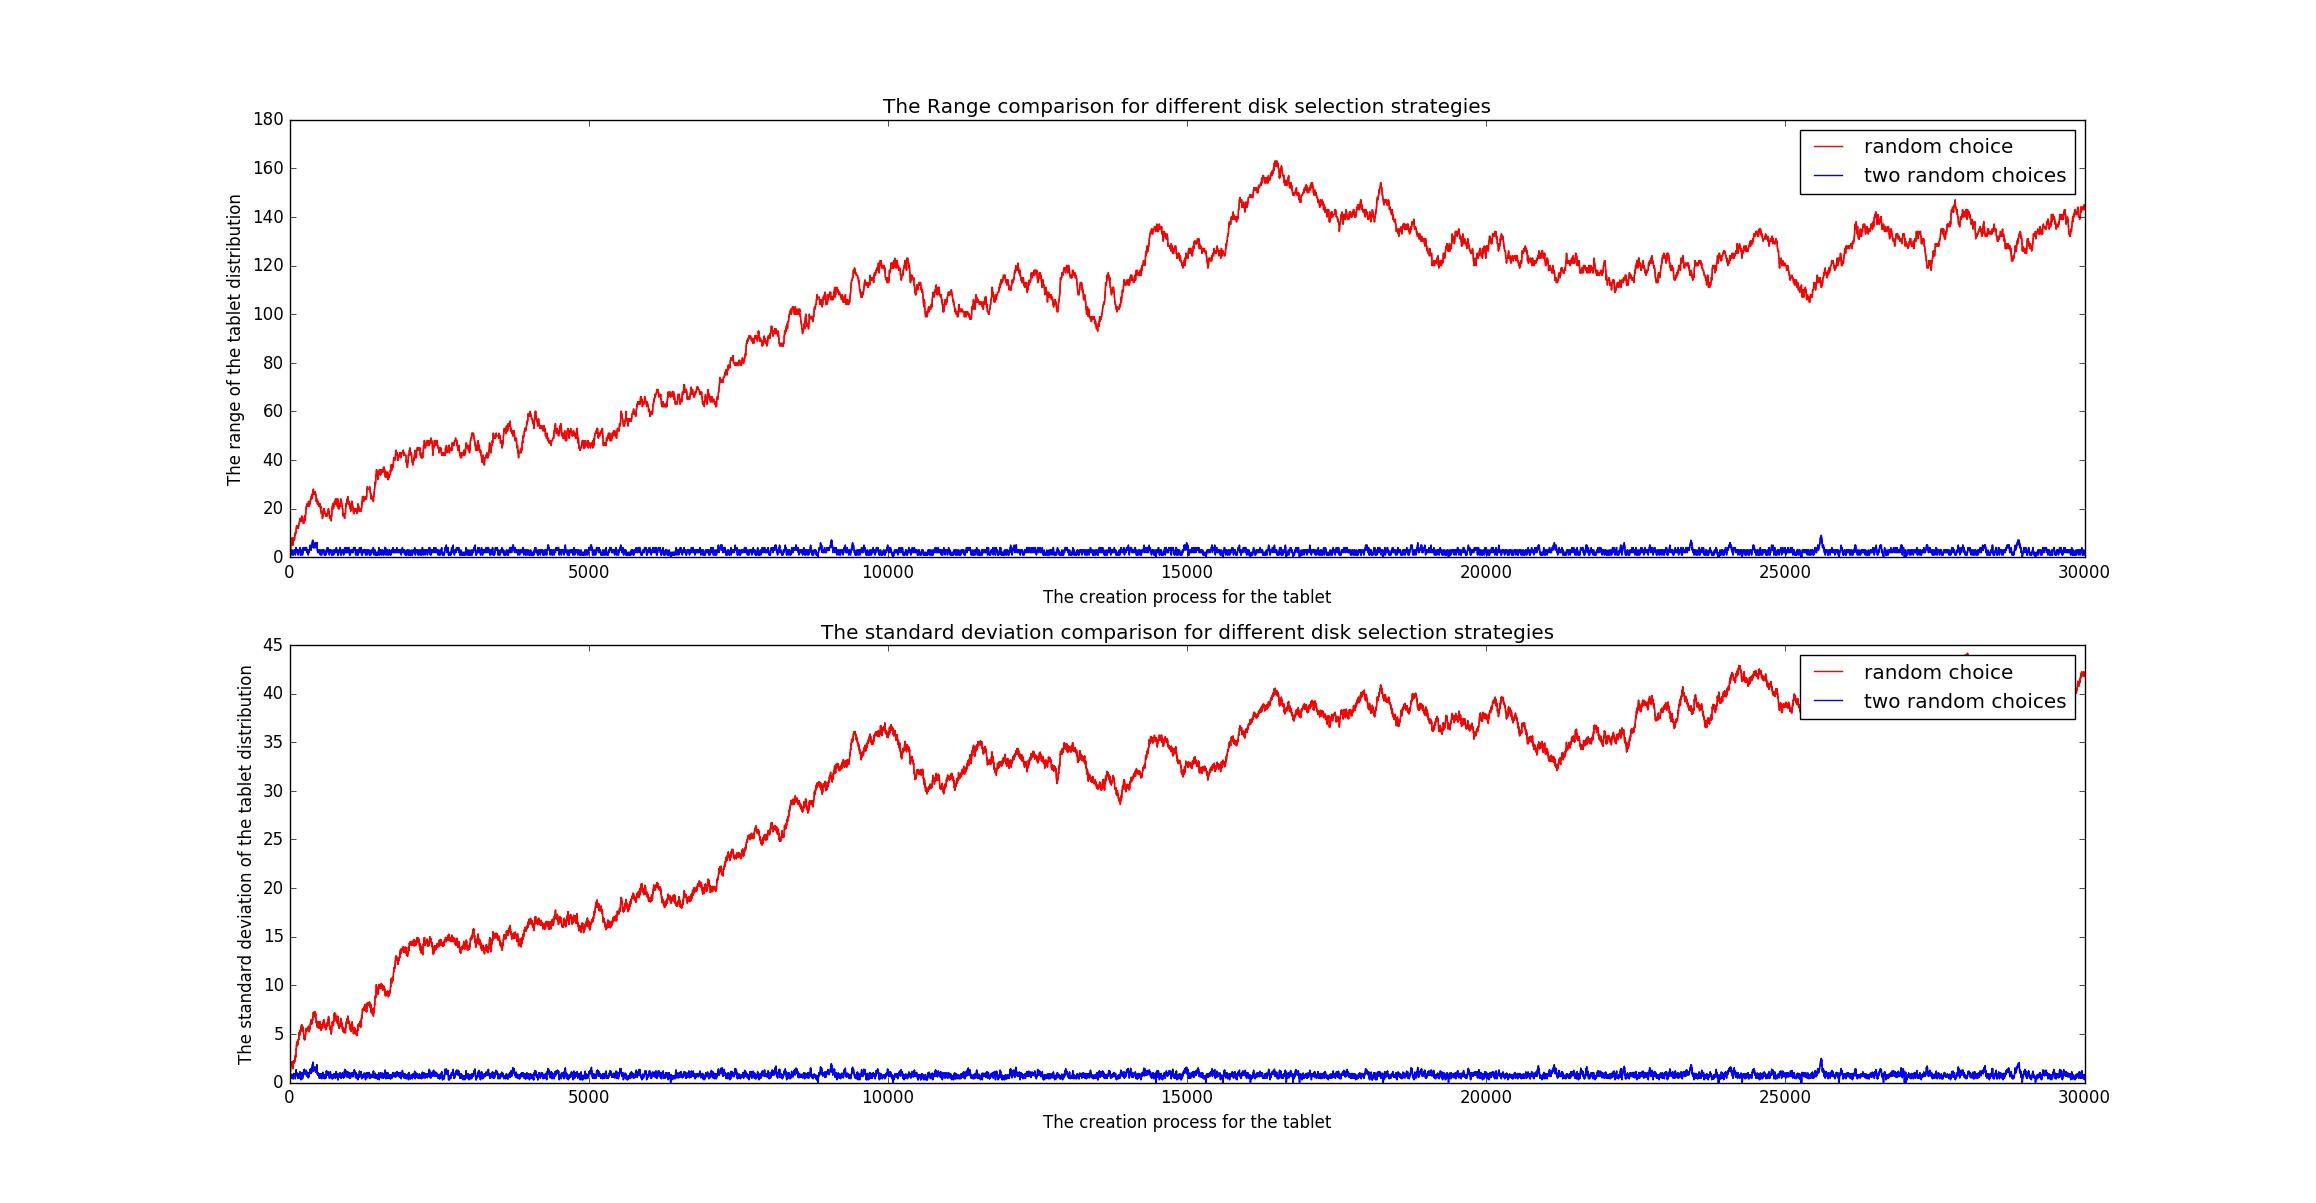 The Range comparison for different disk selection strategies
180
160
140
120
100
80
60
40
20
0
The range of the tablet distribution
random choice
two random choices
0 5000 10000 15000 20000 25000 30000
The creation process for the tablet
The standard deviation comparison for different disk selection strategies
45
40
35
30
25
20
15
10
5
0
The standard deviation of the tablet distribution
random choice
two random choices
0 5000 10000 15000 20000 25000 30000
The creation process for the tablet